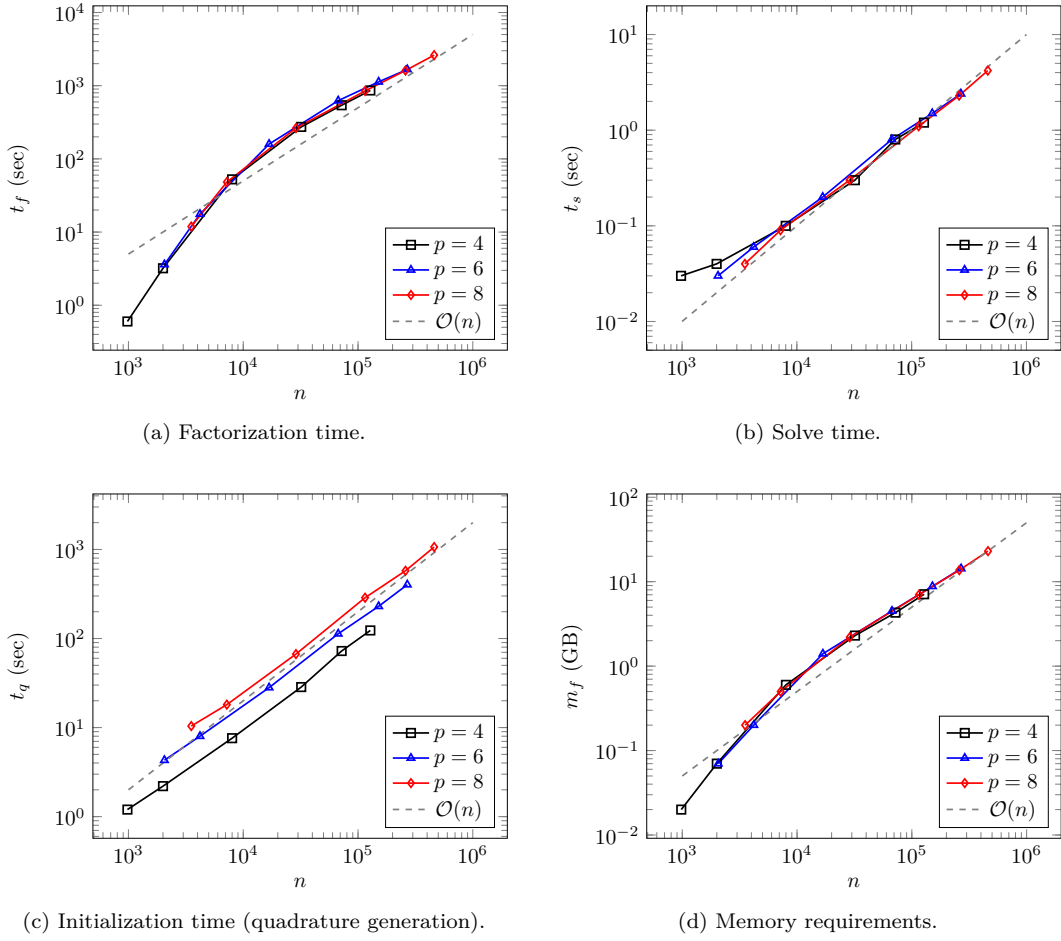 10^4
10^3
10^2
10^1
10^0
t_f (sec)
10^3
10^4
10^5
10^6
n
p = 4
p = 6
p = 8
𝒪(n)
(a) Factorization time.
10^1
10^0
10^−1
10^−2
t_s (sec)
10^3
10^4
10^5
10^6
n
p = 4
p = 6
p = 8
𝒪(n)
(b) Solve time.
10^3
10^2
10^1
10^0
t_q (sec)
10^3
10^4
10^5
10^6
n
p = 4
p = 6
p = 8
𝒪(n)
(c) Initialization time (quadrature generation).
10^2
10^1
10^0
10^−1
10^−2
m_f (GB)
10^3
10^4
10^5
10^6
n
p = 4
p = 6
p = 8
𝒪(n)
(d) Memory requirements.